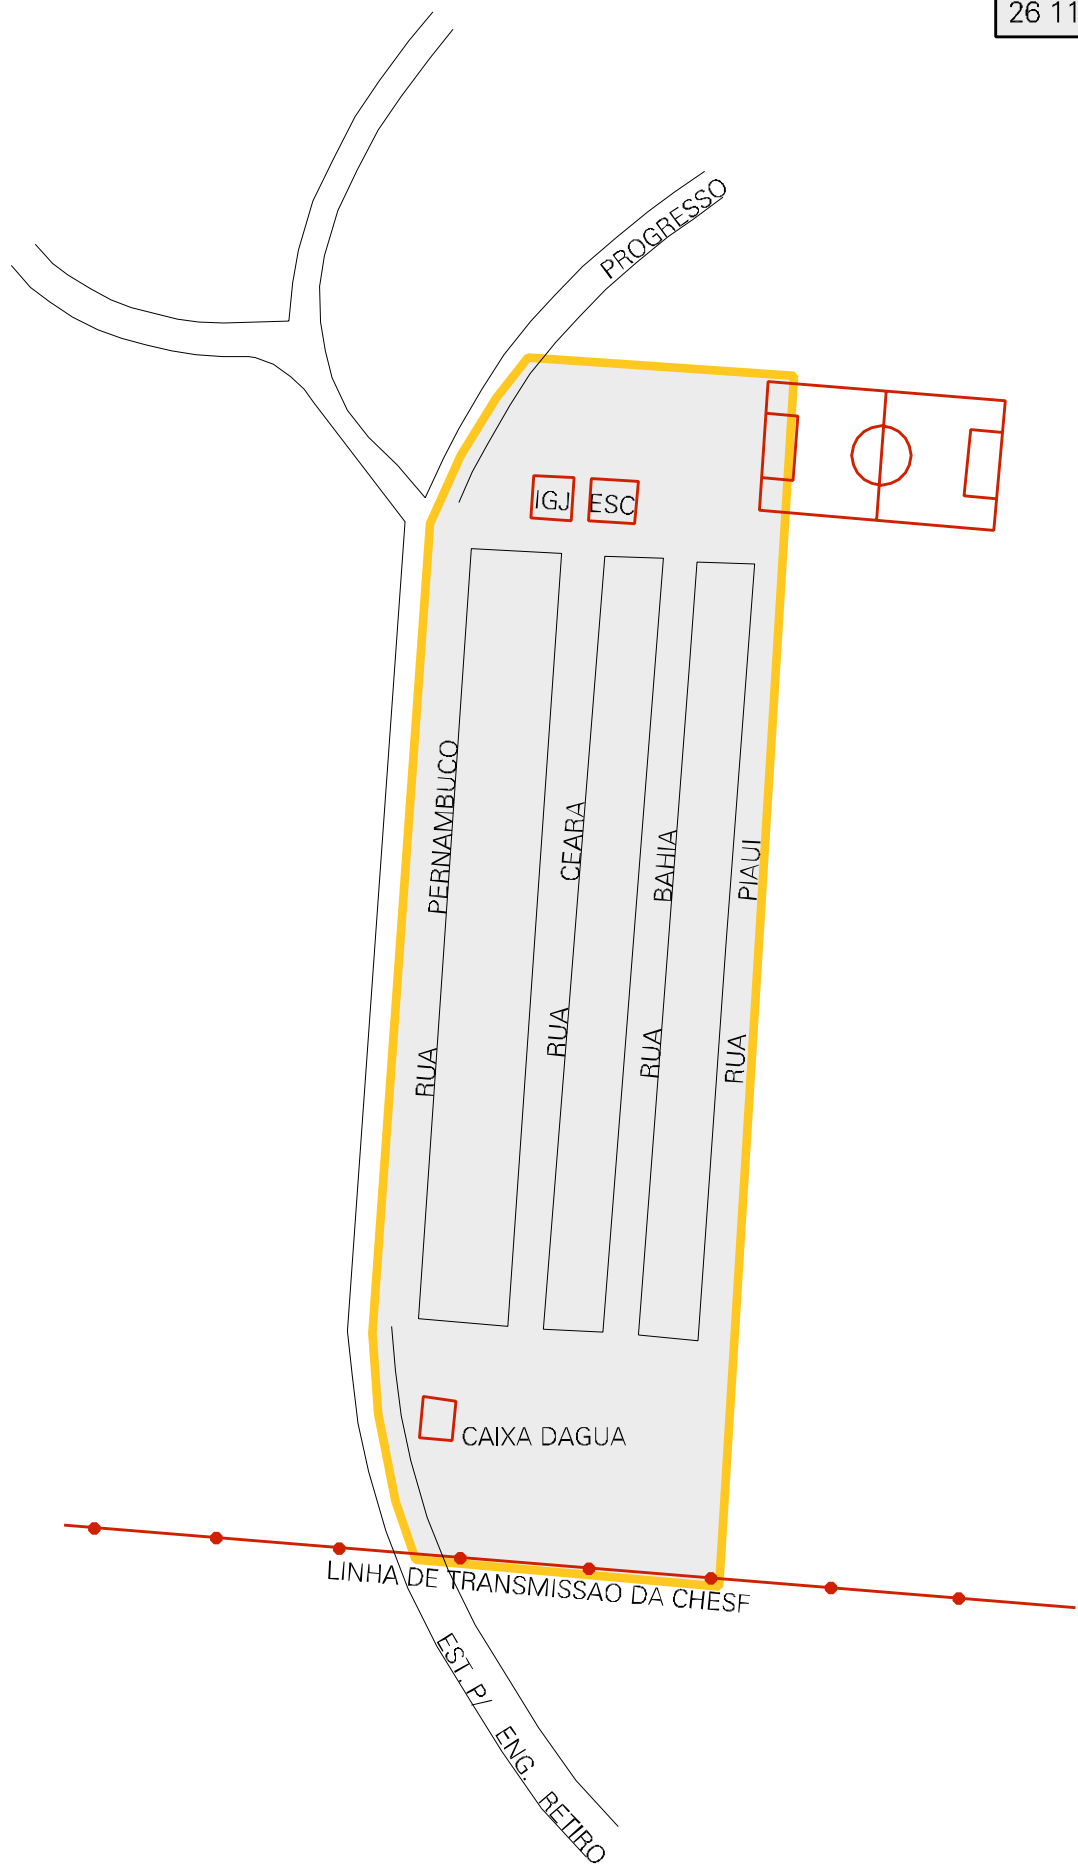 26 11
PROGRESSO
IGJ
ESC
RUA PERNAMBUCO
RUA CEARA
RUA BAHIA
RUA PIAUI
CAIXA DAGUA
LINHA DE TRANSMISSAO DA CHESF
EST. P/ ENG. RETIRO